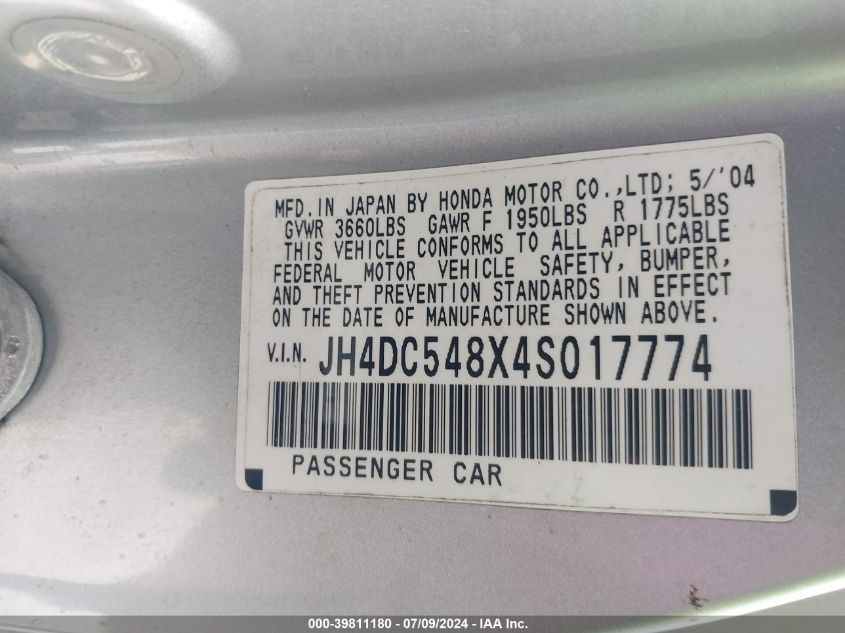 MFD.IN JAPAN BY HONDA MOTOR CO.,LTD; 5/'04
GVWR 3660LBS GAWR F 1950LBS R 1775LBS
THIS VEHICLE CONFORMS TO ALL APPLICABLE
FEDERAL MOTOR VEHICLE SAFETY, BUMPER,
AND THEFT PREVENTION STANDARDS IN EFFECT
ON THE DATE OF MANUFACTURE SHOWN ABOVE.
V.I.N. JH4DC548X4S017774
PASSENGER CAR
000-39811180 - 07/09/2024 - IAA Inc.